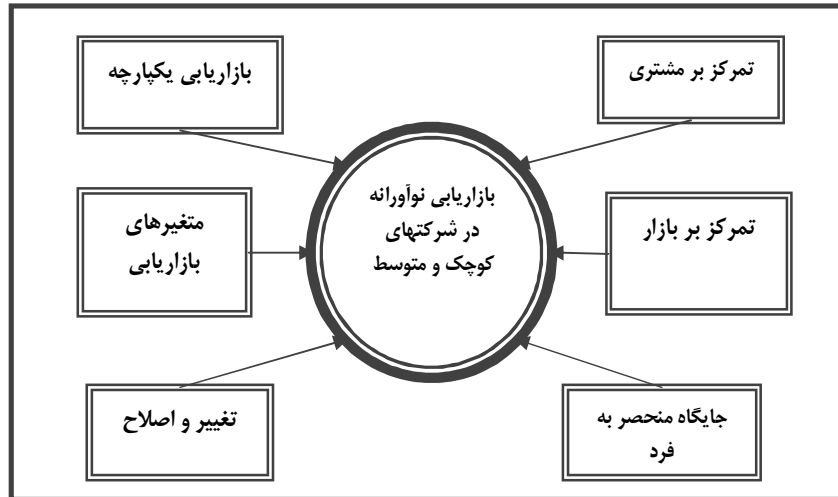 تمرکز بر مشتری
بازاریابی یکپارچه
بازاریابی نوآورانه
در شرکتهای
کوچک و متوسط
تمرکز بر بازار
متغیرهای
بازاریابی
جایگاه منحصر به
فرد
تغییر و اصلاح